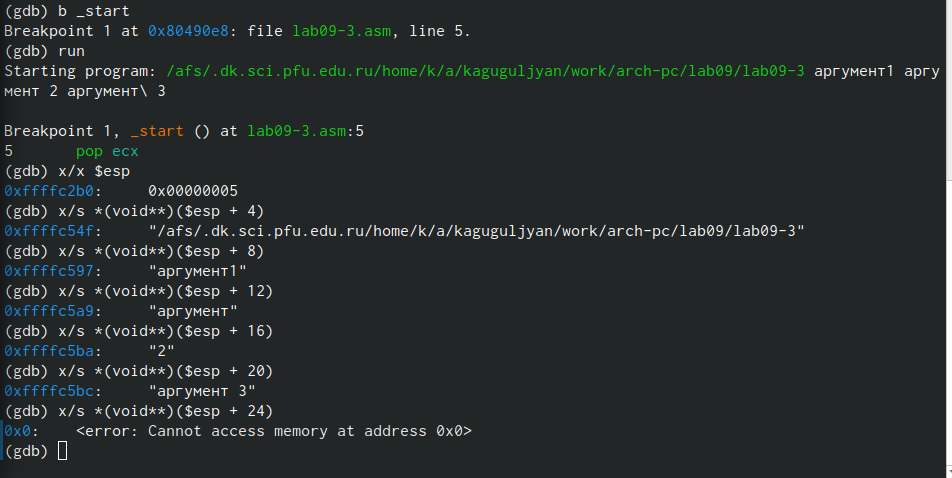 (gdb) b _start
Breakpoint 1 at 0x80490e8: file lab09-3.asm, line 5.
(gdb) run
Starting program: /afs/.dk.sci.pfu.edu.ru/home/k/a/kaguguljyan/work/arch-pc/lab09/lab09-3 аргумент1 аргу
мент 2 аргумент\ 3
Breakpoint 1, _start () at lab09-3.asm:5
5 pop ecx
(gdb) x/x $esp
0xffffc2b0: 0x00000005
(gdb) x/s *(void**)($esp + 4)
0xffffc54f: "/afs/.dk.sci.pfu.edu.ru/home/k/a/kaguguljyan/work/arch-pc/lab09/lab09-3"
(gdb) x/s *(void**)($esp + 8)
0xffffc597: "аргумент1"
(gdb) x/s *(void**)($esp + 12)
0xffffc5a9: "аргумент"
(gdb) x/s *(void**)($esp + 16)
0xffffc5ba: "2"
(gdb) x/s *(void**)($esp + 20)
0xffffc5bc: "аргумент 3"
(gdb) x/s *(void**)($esp + 24)
0x0: <error: Cannot access memory at address 0x0>
(gdb)